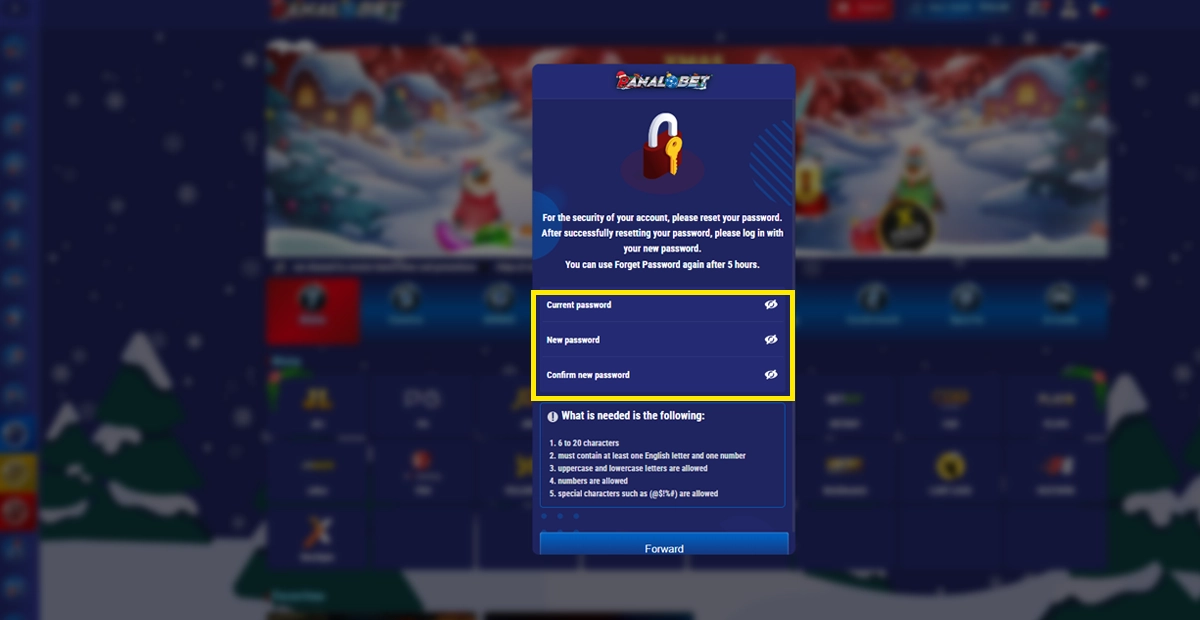 PANALOBET
For the security of your account, please reset your password.
After successfully resetting your password, please log in with
your new password.
You can use Forget Password again after 5 hours.
Current password
New password
Confirm new password
What is needed is the following:
1. 6 to 20 characters
2. must contain at least one English letter and one number
3. uppercase and lowercase letters are allowed
4. numbers are allowed
5. special characters such as (@$!%#) are allowed
Forward